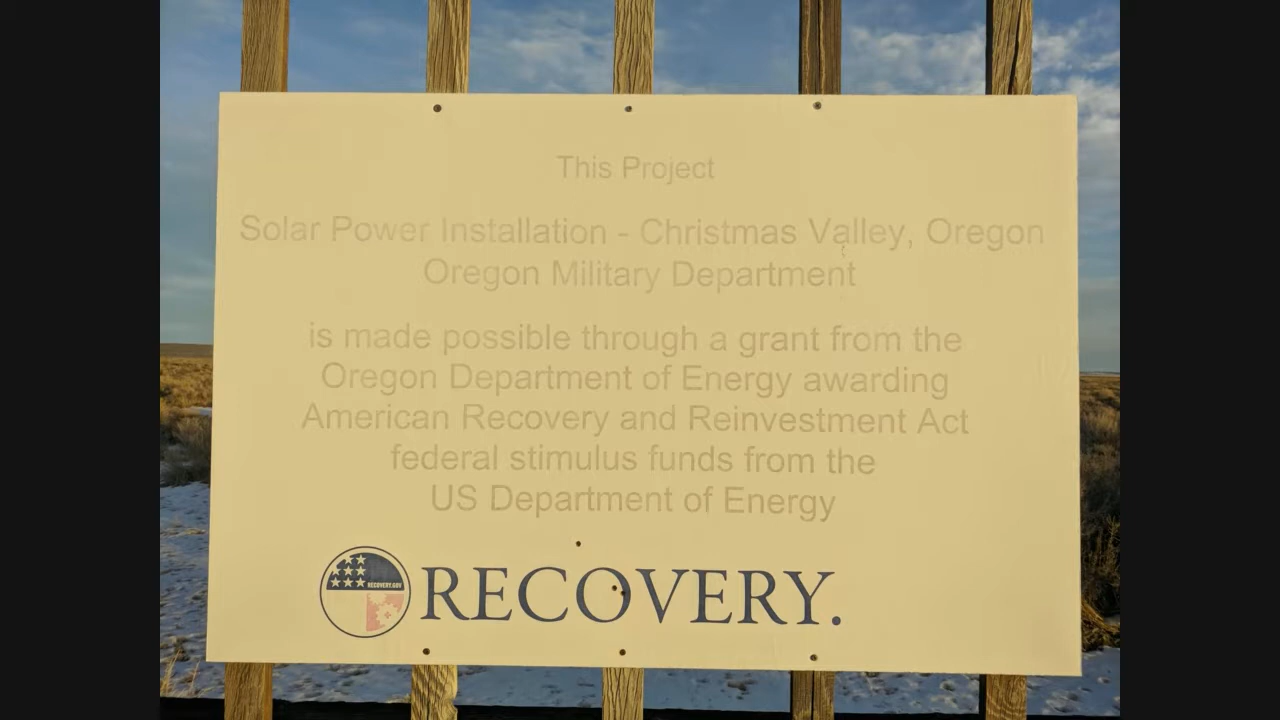 This Project
Solar Power Installation - Christmas Valley, Oregon
Oregon Military Department
is made possible through a grant from the
Oregon Department of Energy awarding
American Recovery and Reinvestment Act
federal stimulus funds from the
US Department of Energy
RECOVERY.GOV
RECOVERY.